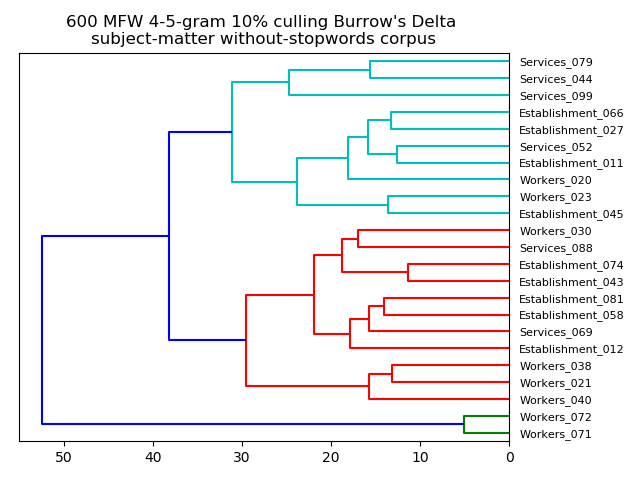 600 MFW 4-5-gram 10% culling Burrow's Delta
subject-matter without-stopwords corpus
Services_079
Services_044
Services_099
Establishment_066
Establishment_027
Services_052
Establishment_011
Workers_020
Workers_023
Establishment_045
Workers_030
Services_088
Establishment_074
Establishment_043
Establishment_081
Establishment_058
Services_069
Establishment_012
Workers_038
Workers_021
Workers_040
Workers_072
Workers_071
50 40 30 20 10 0